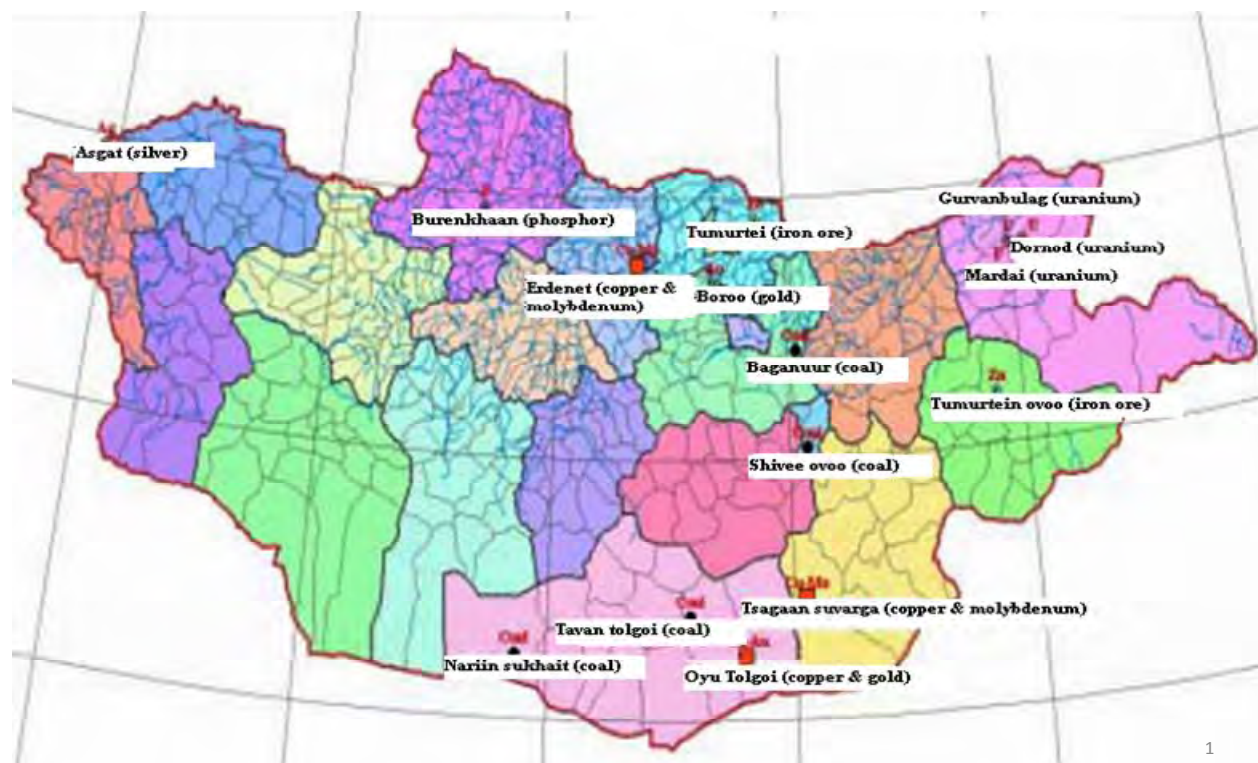 Asgat (silver)
Burenkhaan (phosphor)
Gurvanbulag (uranium)
Tumurtei (iron ore)
Dornod (uranium)
Mardai (uranium)
Erdenet (copper &
molybdenum)
Boroo (gold)
Baganuur (coal)
Zn
Tumurtein ovoo (iron ore)
Shivee ovoo (coal)
Tsagaan suvarga (copper & molybdenum)
Coal
Tavan tolgoi (coal)
Coal
Au
Nariin sukhait (coal)
Oyu Tolgoi (copper & gold)
1